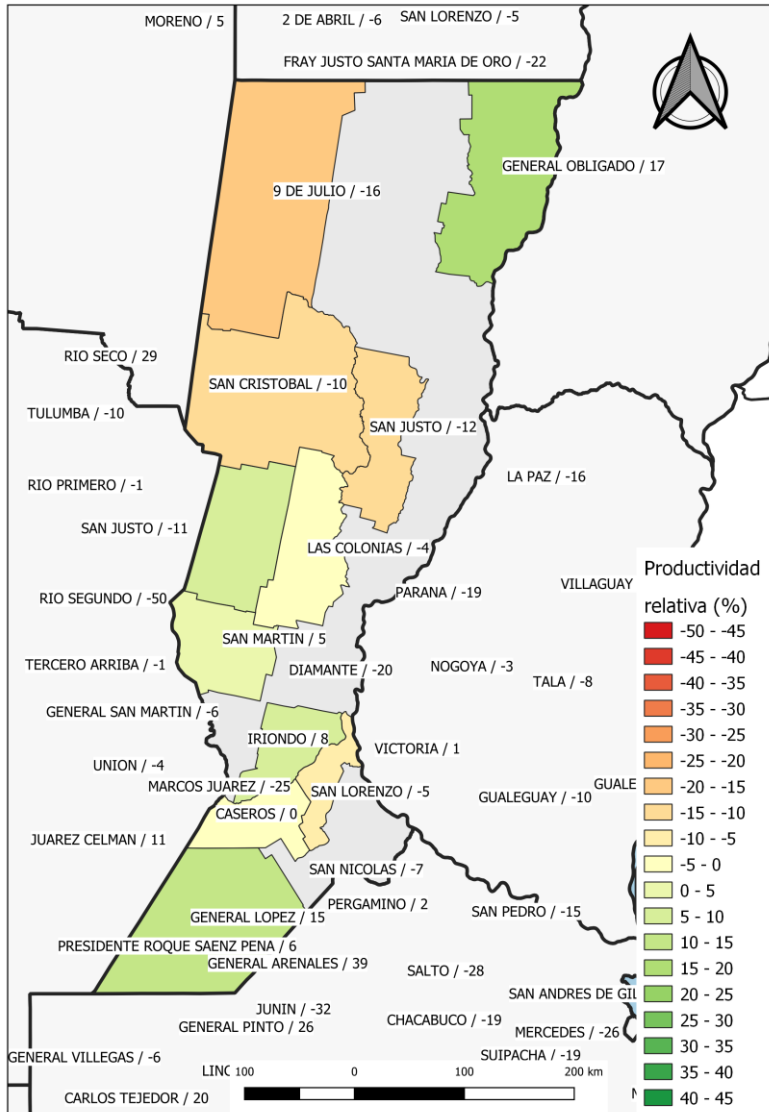 MORENO / 5
2 DE ABRIL / -6
SAN LORENZO / -5
FRAY JUSTO SANTA MARIA DE ORO / -22
GENERAL OBLIGADO / 17
9 DE JULIO / -16
RIO SECO / 29
SAN CRISTOBAL / -10
TULUMBA / -10
SAN JUSTO / -12
LA PAZ / -16
RIO PRIMERO / -1
SAN JUSTO / -11
LAS COLONIAS / -4
Productividad
relativa (%)
VILLAGUAY
PARANA / -19
RIO SEGUNDO / -50
SAN MARTIN / 5
TERCERO ARRIBA / -1
DIAMANTE / -20
NOGOYA / -3
TALA / -8
GENERAL SAN MARTIN / -6
IRIONDO / 8
VICTORIA / 1
UNION / -4
MARCOS JUAREZ / -25
SAN LORENZO / -5
GUALEGUAY / -10
GUALE
CASEROS / 0
JUAREZ CELMAN / 11
SAN NICOLAS / -7
PERGAMINO / 2
SAN PEDRO / -15
GENERAL LOPEZ / 15
PRESIDENTE ROQUE SAENZ PENA / 6
GENERAL ARENALES / 39
SALTO / -28
SAN ANDRES DE GIL
JUNIN / -32
CHACABUCO / -19
GENERAL PINTO / 26
MERCEDES / -26
GENERAL VILLEGAS / -6
SUIPACHA / -19
LINC
CARLOS TEJEDOR / 20
100 0 100 200 km
-50 - -45
-45 - -40
-40 - -35
-35 - -30
-30 - -25
-25 - -20
-20 - -15
-15 - -10
-10 - -5
-5 - 0
0 - 5
5 - 10
10 - 15
15 - 20
20 - 25
25 - 30
30 - 35
35 - 40
40 - 45